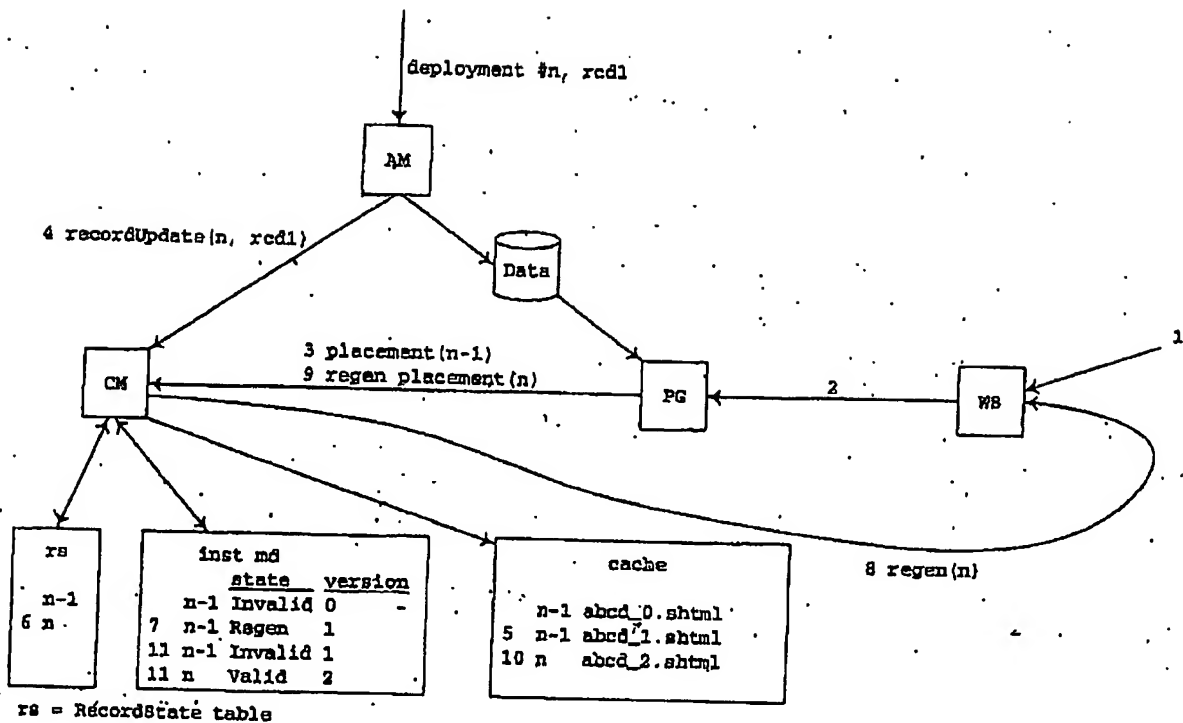 deployment #n, rcd1
AM
4 recordUpdate(n, rcd1)
Data
3 placement(n-1)
9 regen placement(n)
1
2
CM
PG
WS
rs
n-1
6 n
inst md
state version
n-1 Invalid 0 -
7 n-1 Regen 1
11 n-1 Invalid 1
11 n Valid 2
cache
n-1 abcd_0.shtml
5 n-1 abcd_1.shtml
10 n abcd_2.shtml
8 regen(n)
rs = RecordState table